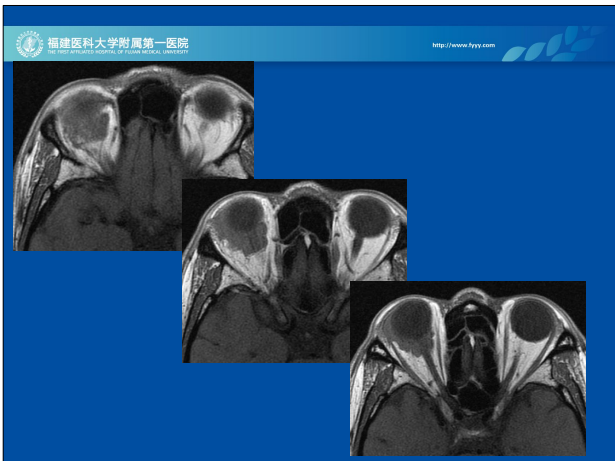 福建医科大学附属第一医院
THE FIRST AFFILIATED HOSPITAL OF FUJIAN MEDICAL UNIVERSITY
http://www.fyyy.com